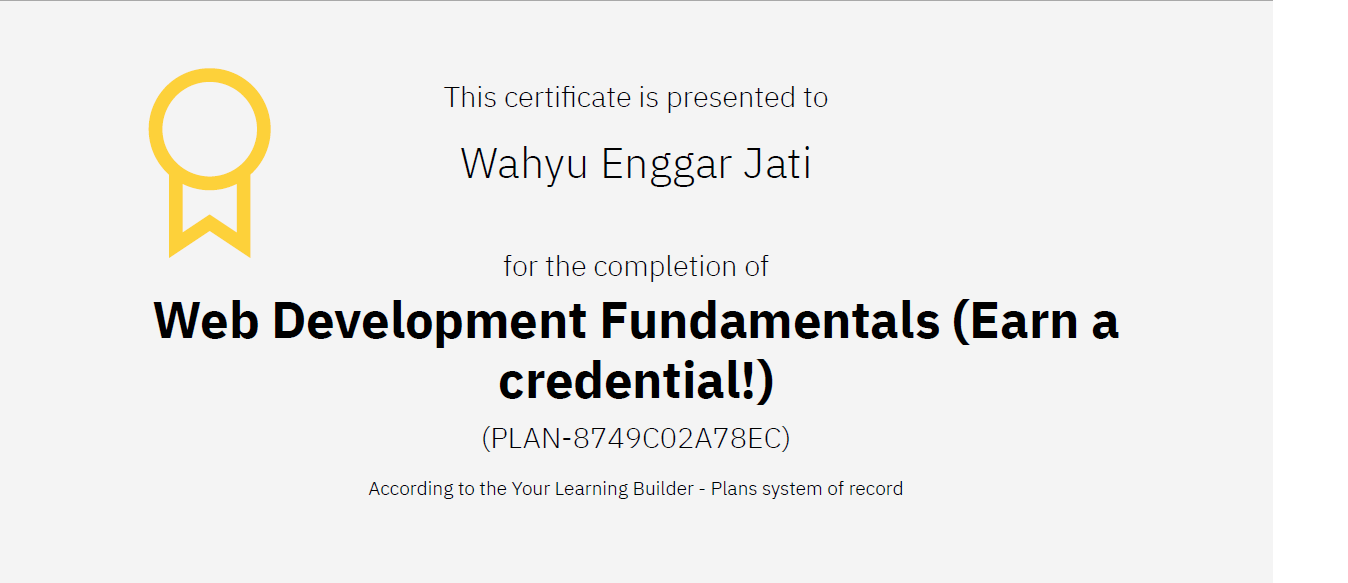 This certificate is presented to
Wahyu Enggar Jati
for the completion of
Web Development Fundamentals (Earn a
credential!)
(PLAN-8749C02A78EC)
According to the Your Learning Builder - Plans system of record